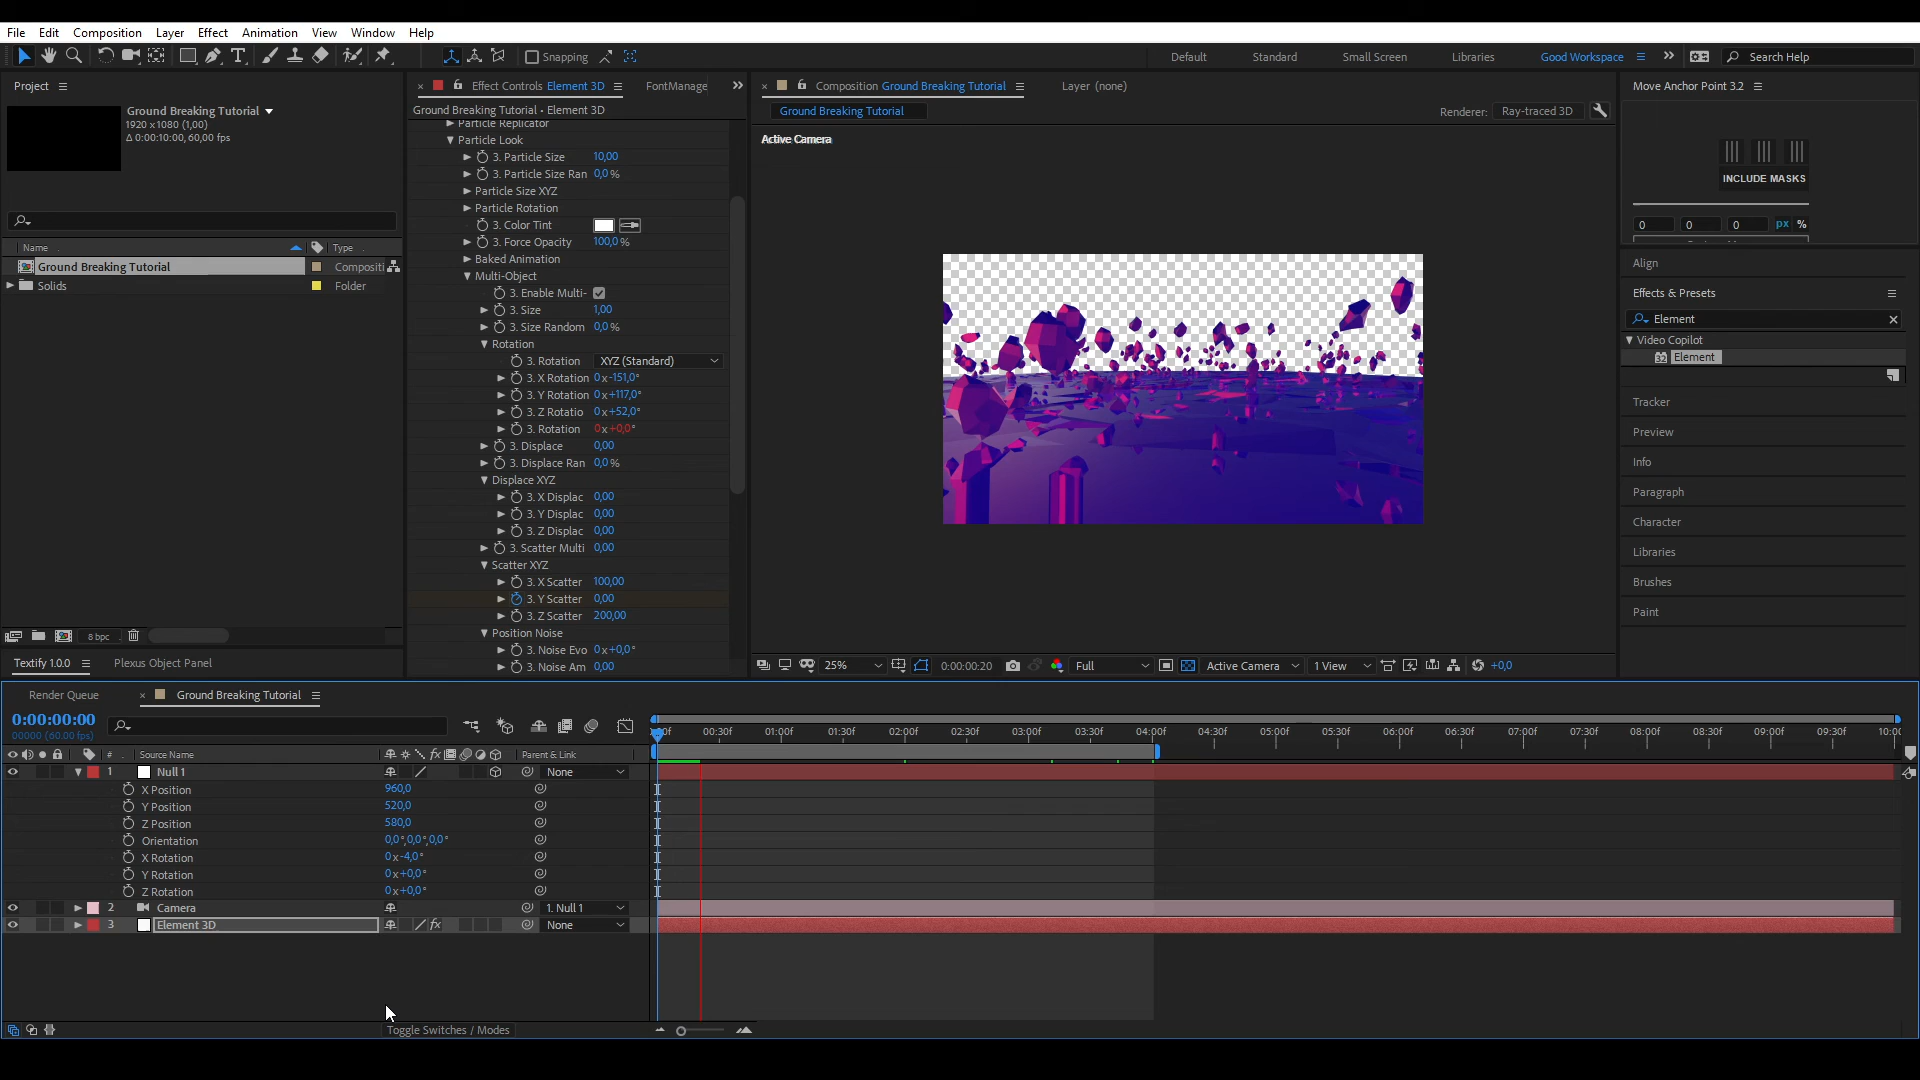 File Edit Composition Layer Effect Animation View Window Help
Snapping
Default Standard Small Screen Libraries Good Workspace Search Help
Project
Ground Breaking Tutorial
1920 x1080 (1,00)
Δ 0:00:10:00, 60,00 fps
Name Type
Ground Breaking Tutorial Compositi
Solids Folder
8 bpc
Textify 1.0.0 Plexus Object Panel
Effect Controls Element 3D FontManage
Ground Breaking Tutorial • Element 3D
Particle Replicator
Particle Look
3. Particle Size 10,00
3. Particle Size Ran 0,0 %
Particle Size XYZ
Particle Rotation
3. Color Tint
3. Force Opacity 100,0 %
Baked Animation
Multi-Object
3. Enable Multi-
3. Size 1,00
3. Size Random 0,0 %
Rotation
3. Rotation XYZ (Standard)
3. X Rotation 0 x -151,0°
3. Y Rotation 0 x +117,0°
3. Z Rotatio 0 x +52,0°
3. Rotation 0 x +0,0°
3. Displace 0,00
3. Displace Ran 0,0 %
Displace XYZ
3. X Displac 0,00
3. Y Displac 0,00
3. Z Displac 0,00
3. Scatter Multi 0,00
Scatter XYZ
3. X Scatter 100,00
3. Y Scatter 0,00
3. Z Scatter 200,00
Position Noise
3. Noise Evo 0 x +0,0°
3. Noise Am 0,00
Composition Ground Breaking Tutorial Layer (none)
Ground Breaking Tutorial Renderer: Ray-traced 3D
Active Camera
25% 0:00:00:20 Full Active Camera 1 View +0,0
Move Anchor Point 3.2
INCLUDE MASKS
0 0 0 px %
Align
Effects & Presets
Element
Video Copilot
Element
Tracker
Preview
Info
Paragraph
Character
Libraries
Brushes
Paint
Render Queue Ground Breaking Tutorial
0:00:00:00
00000 (60.00 fps)
00:30f 01:00f 01:30f 02:00f 02:30f 03:00f 03:30f 04:00f 04:30f 05:00f 05:30f 06:00f 06:30f 07:00f 07:30f 08:00f 08:30f 09:00f 09:30f 10:00
# Source Name Parent & Link
1 Null 1 None
X Position 960,0
Y Position 520,0
Z Position 580,0
Orientation 0,0°,0,0°,0,0°
X Rotation 0 x -4,0°
Y Rotation 0 x +0,0°
Z Rotation 0 x +0,0°
2 Camera 1. Null 1
3 Element 3D None
Toggle Switches / Modes